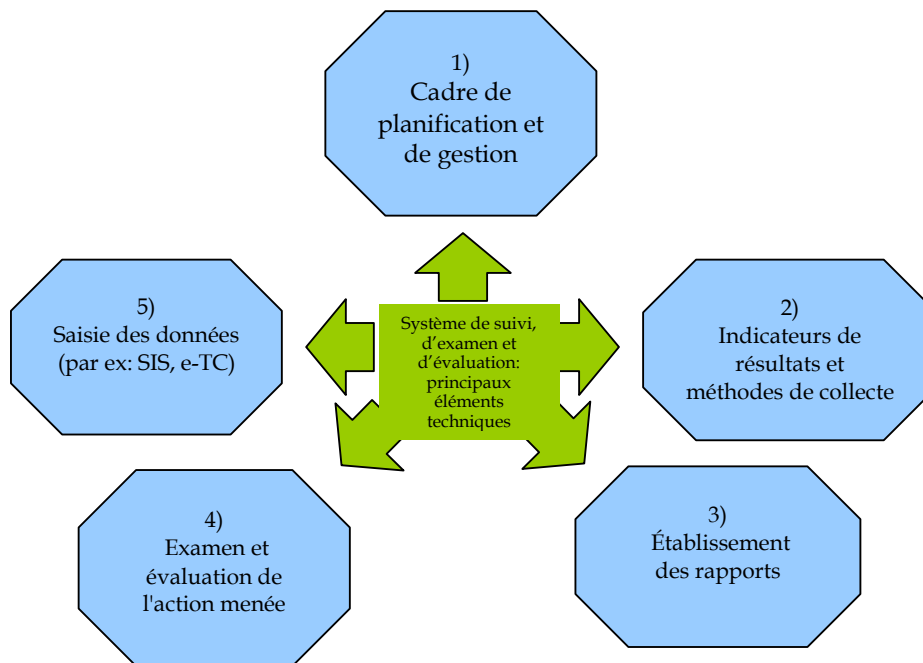 1)
Cadre de
planification et
de gestion
5)
Saisie des données
(par ex: SIS, e-TC)
Système de suivi,
d'examen et
d'évaluation:
principaux
éléments
techniques
2)
Indicateurs de
résultats et
méthodes de collecte
4)
Examen et
évaluation de
l'action menée
3)
Établissement
des rapports